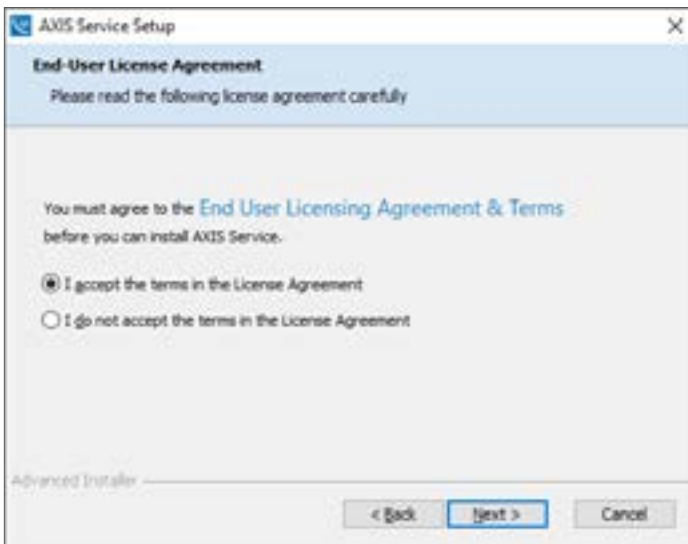 AXIS Service Setup
End-User License Agreement
Please read the following license agreement carefully
You must agree to the End User Licensing Agreement & Terms
before you can install AXIS Service.
I accept the terms in the License Agreement
I do not accept the terms in the License Agreement
Advanced Installer
< Back Next > Cancel